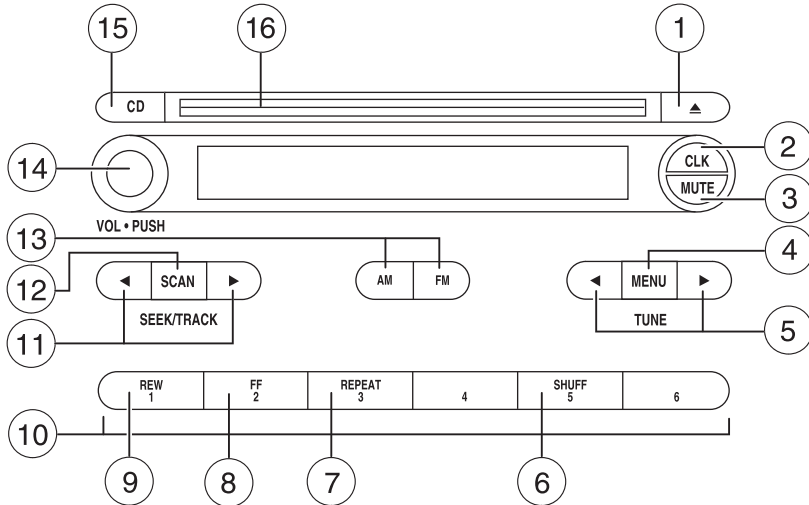 15 16 1
CD
2
CLK
14
MUTE
3
VOL • PUSH
13
4
AM FM
12
SCAN
MENU
SEEK/TRACK
TUNE
11
5
REW FF REPEAT SHUFF
1 2 3 4 5 6
10
9 8 7 6